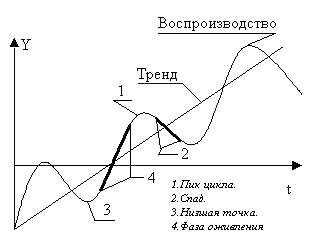 Воспроизводство
Y
Тренд
1
2
4
3
t
1.Пик цикла.
2.Спад.
3.Низшая точка.
4.Фаза оживления